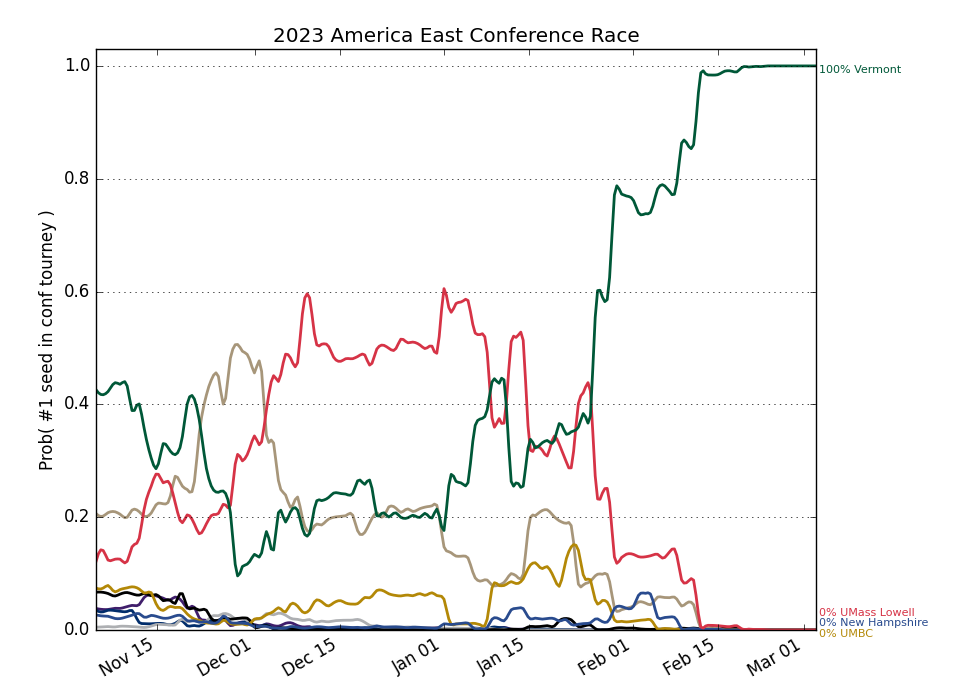 2023 America East Conference Race
Prob( #1 seed in conf tourney )
1.0
0.8
0.6
0.4
0.2
0.0
100% Vermont
0% UMass Lowell
0% New Hampshire
0% UMBC
Nov 15
Dec 01
Dec 15
Jan 01
Jan 15
Feb 01
Feb 15
Mar 01